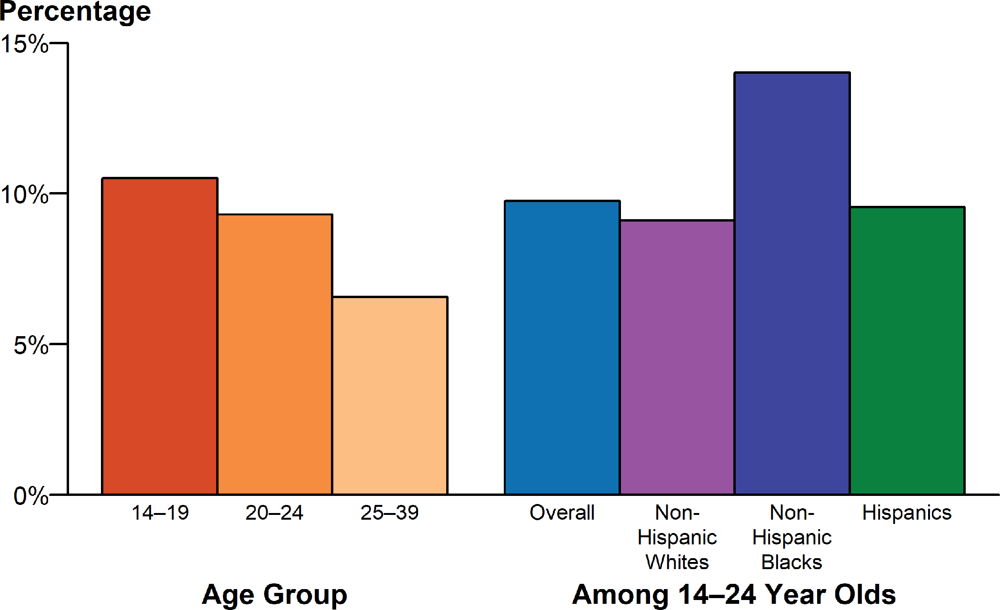 Percentage
15%
10%
5%
0%
14–19 20–24 25–39 Overall Non- Non- Hispanics
Hispanic Hispanic
Whites Blacks
Age Group Among 14–24 Year Olds